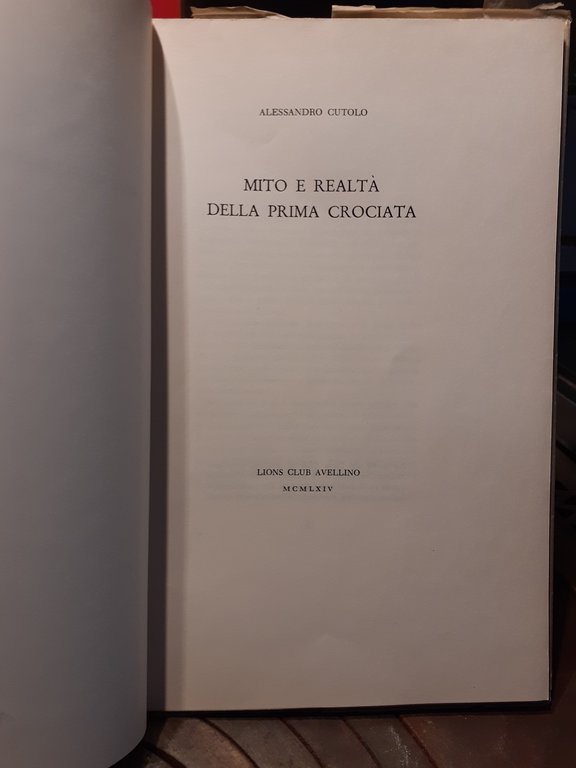 ALESSANDRO CUTOLO
MITO E REALTÀ
DELLA PRIMA CROCIATA
LIONS CLUB AVELLINO
MCMLXIV